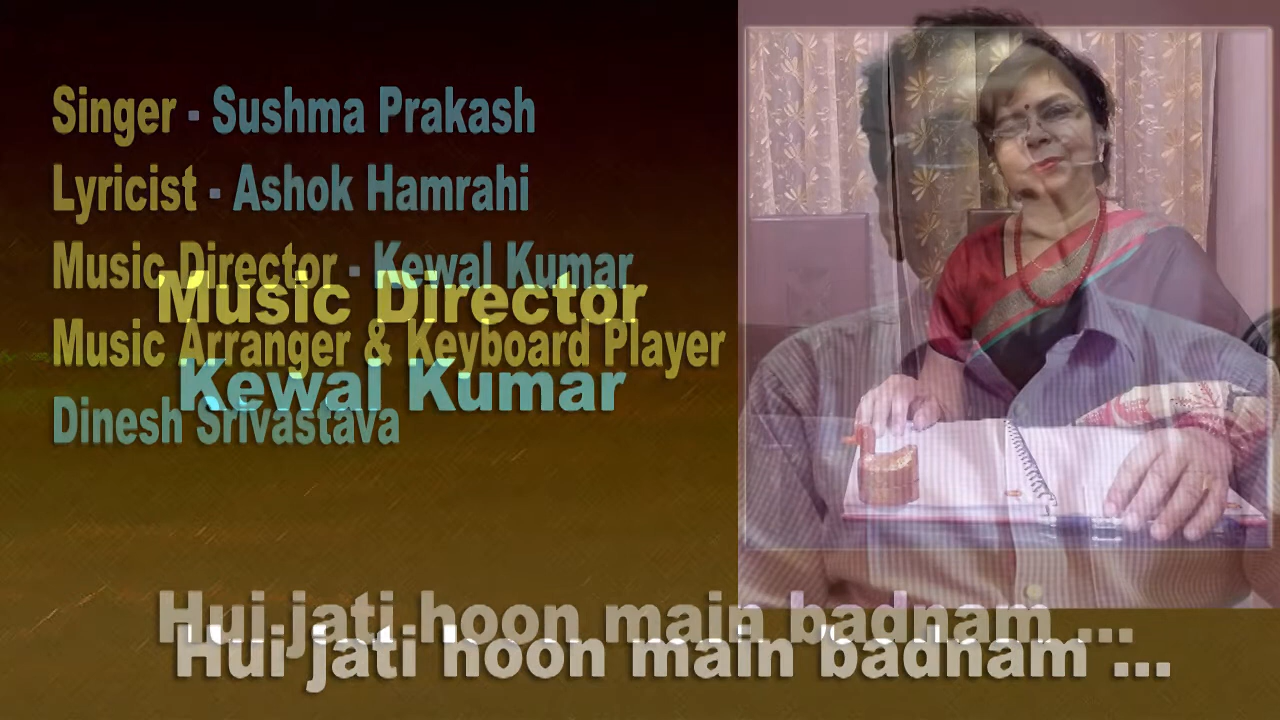 Singer - Sushma Prakash
Lyricist - Ashok Hamrahi
Music Director - Kewal Kumar
Music Director
Music Arranger & Keyboard Player
Kewal Kumar
Dinesh Srivastava
Hui jati hoon main badnam ...
Hui jati hoon main badnam ...